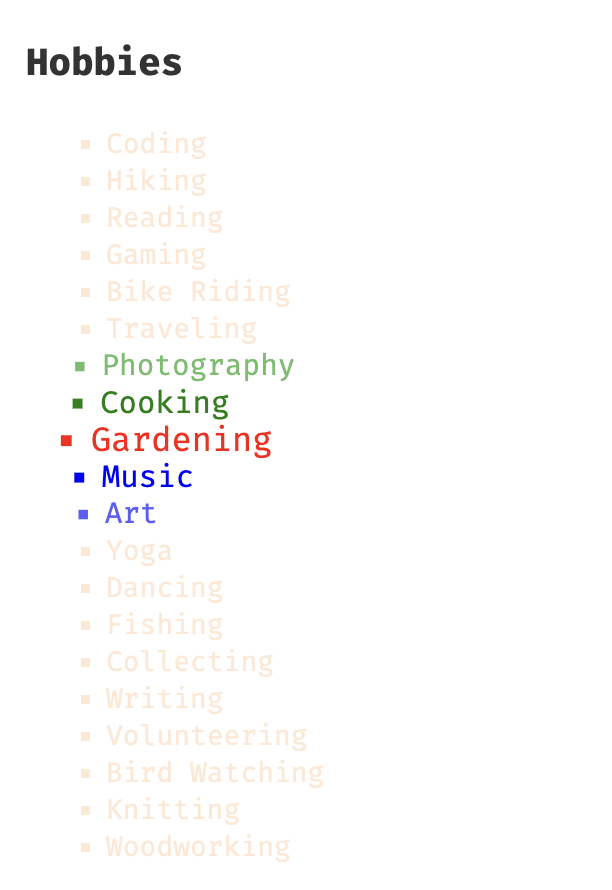 Hobbies
Coding
Hiking
Reading
Gaming
Bike Riding
Traveling
Photography
Cooking
Gardening
Music
Art
Yoga
Dancing
Fishing
Collecting
Writing
Volunteering
Bird Watching
Knitting
Woodworking